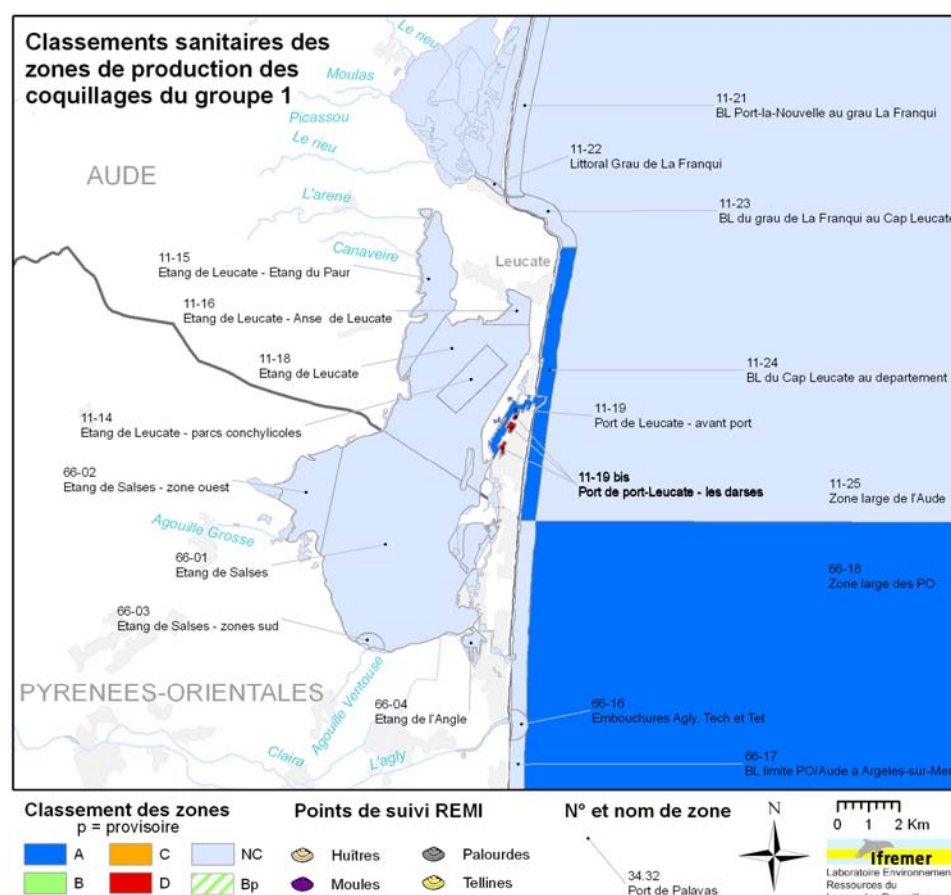 Classements sanitaires des
zones de production des
coquillages du groupe 1
Le rieu
Moulas
Picassou
Le rieu
AUDE
L'arene
Canaveire
11-21
BL Port-la-Nouvelle au grau La Franqui
11-22
Littoral Grau de La Franqui
11-23
BL du grau de La Franqui au Cap Leucate
Leucate
11-15
Etang de Leucate - Etang du Paur
11-16
Etang de Leucate - Anse de Leucate
11-18
Etang de Leucate
11-24
BL du Cap Leucate au departement
11-14
Etang de Leucate - parcs conchylicoles
11-19
Port de Leucate - avant port
11-19 bis
Port de port-Leucate - les darses
11-25
Zone large de l'Aude
66-02
Etang de Salses - zone ouest
Agouille Grosse
66-01
Etang de Salses
66-18
Zone large des PO
66-03
Etang de Salses - zones sud
PYRENEES-ORIENTALES
Agouille Ventouse
66-04
Etang de l'Angle
66-16
Embouchures Agly, Tech et Tet
Claira
L'agly
66-17
BL limite PO/Aude a Argeles-sur-Mer
Classement des zones
p = provisoire
A
C
NC
B
D
Bp
Points de suivi REMI
Huîtres
Palourdes
Moules
Tellines
N° et nom de zone
34.32
Port de Palavas
N
0 1 2 Km
Ifremer
Laboratoire Environnement
Ressources du